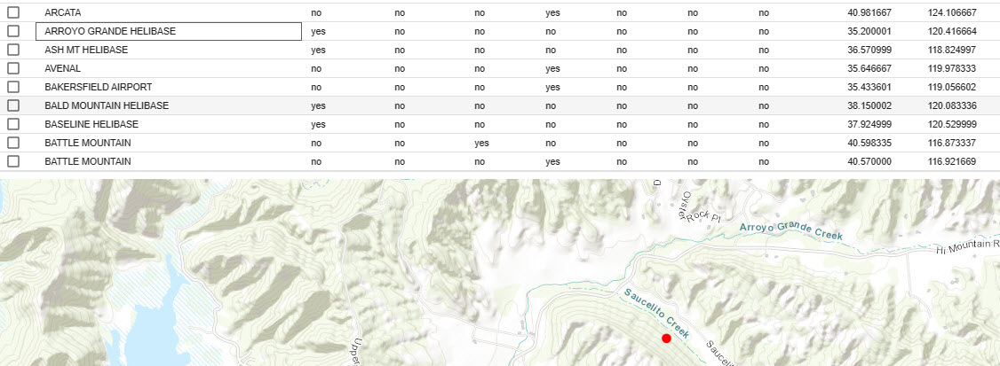 ARCATA no no no yes no no no 40.981667 124.106667
ARROYO GRANDE HELIBASE yes no no no no no no 35.200001 120.416664
ASH MT HELIBASE yes no no no no no no 36.570999 118.824997
AVENAL no no no yes no no no 35.646667 119.978333
BAKERSFIELD AIRPORT no no no yes no no no 35.433601 119.056602
BALD MOUNTAIN HELIBASE yes no no no no no no 38.150002 120.083336
BASELINE HELIBASE yes no no no no no no 37.924999 120.529999
BATTLE MOUNTAIN no no yes no no no no 40.598335 116.873337
BATTLE MOUNTAIN no no no yes no no no 40.570000 116.921669
D
Oyster
Rock Pl
Arroyo Grande Creek
Hi Mountain R
Saucelito Creek
Upper
Saucelit